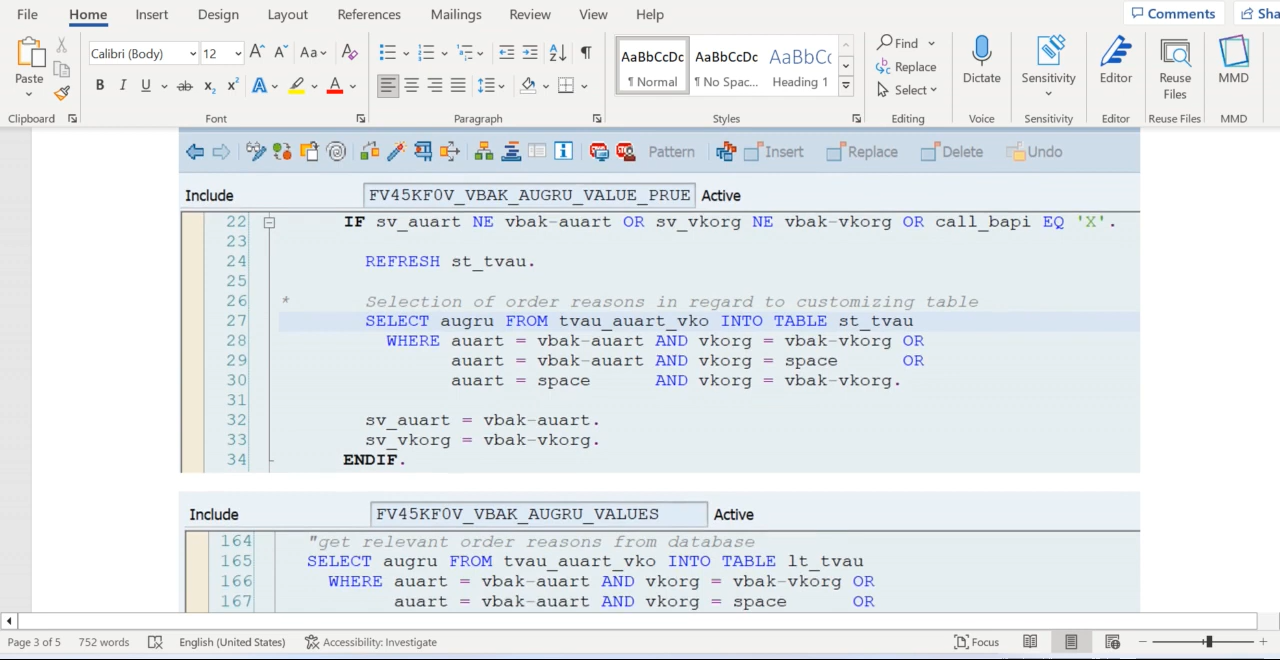 File Home Insert Design Layout References Mailings Review View Help Comments Sha
Calibri (Body) 12 Aa AaBbCcDc AaBbCcDc AaBbCc Find
Paste B I U ab x₂ x² A A ¶ Normal ¶ No Spac... Heading 1 Replace Select Dictate Sensitivity Editor Reuse Files MMD
Clipboard Font Paragraph Styles Editing Voice Sensitivity Editor Reuse Files MMD
Pattern Insert Replace Delete Undo
Include FV45KF0V_VBAK_AUGRU_VALUE_PRUE Active
22 IF sv_auart NE vbak-auart OR sv_vkorg NE vbak-vkorg OR call_bapi EQ 'X'.
23
24 REFRESH st_tvau.
25
26 * Selection of order reasons in regard to customizing table
27 SELECT augru FROM tvau_auart_vko INTO TABLE st_tvau
28 WHERE auart = vbak-auart AND vkorg = vbak-vkorg OR
29 auart = vbak-auart AND vkorg = space OR
30 auart = space AND vkorg = vbak-vkorg.
31
32 sv_auart = vbak-auart.
33 sv_vkorg = vbak-vkorg.
34 ENDIF.
Include FV45KF0V_VBAK_AUGRU_VALUES Active
164 "get relevant order reasons from database
165 SELECT augru FROM tvau_auart_vko INTO TABLE lt_tvau
166 WHERE auart = vbak-auart AND vkorg = vbak-vkorg OR
167 auart = vbak-auart AND vkorg = space OR
Page 3 of 5 752 words English (United States) Accessibility: Investigate Focus